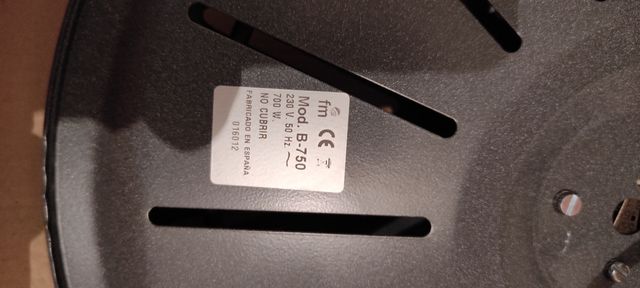 fm CE
Mod. B-750
230 V. 50 Hz ~
700 W.
NO CUBRIR
FABRICADO EN ESPAÑA
016012